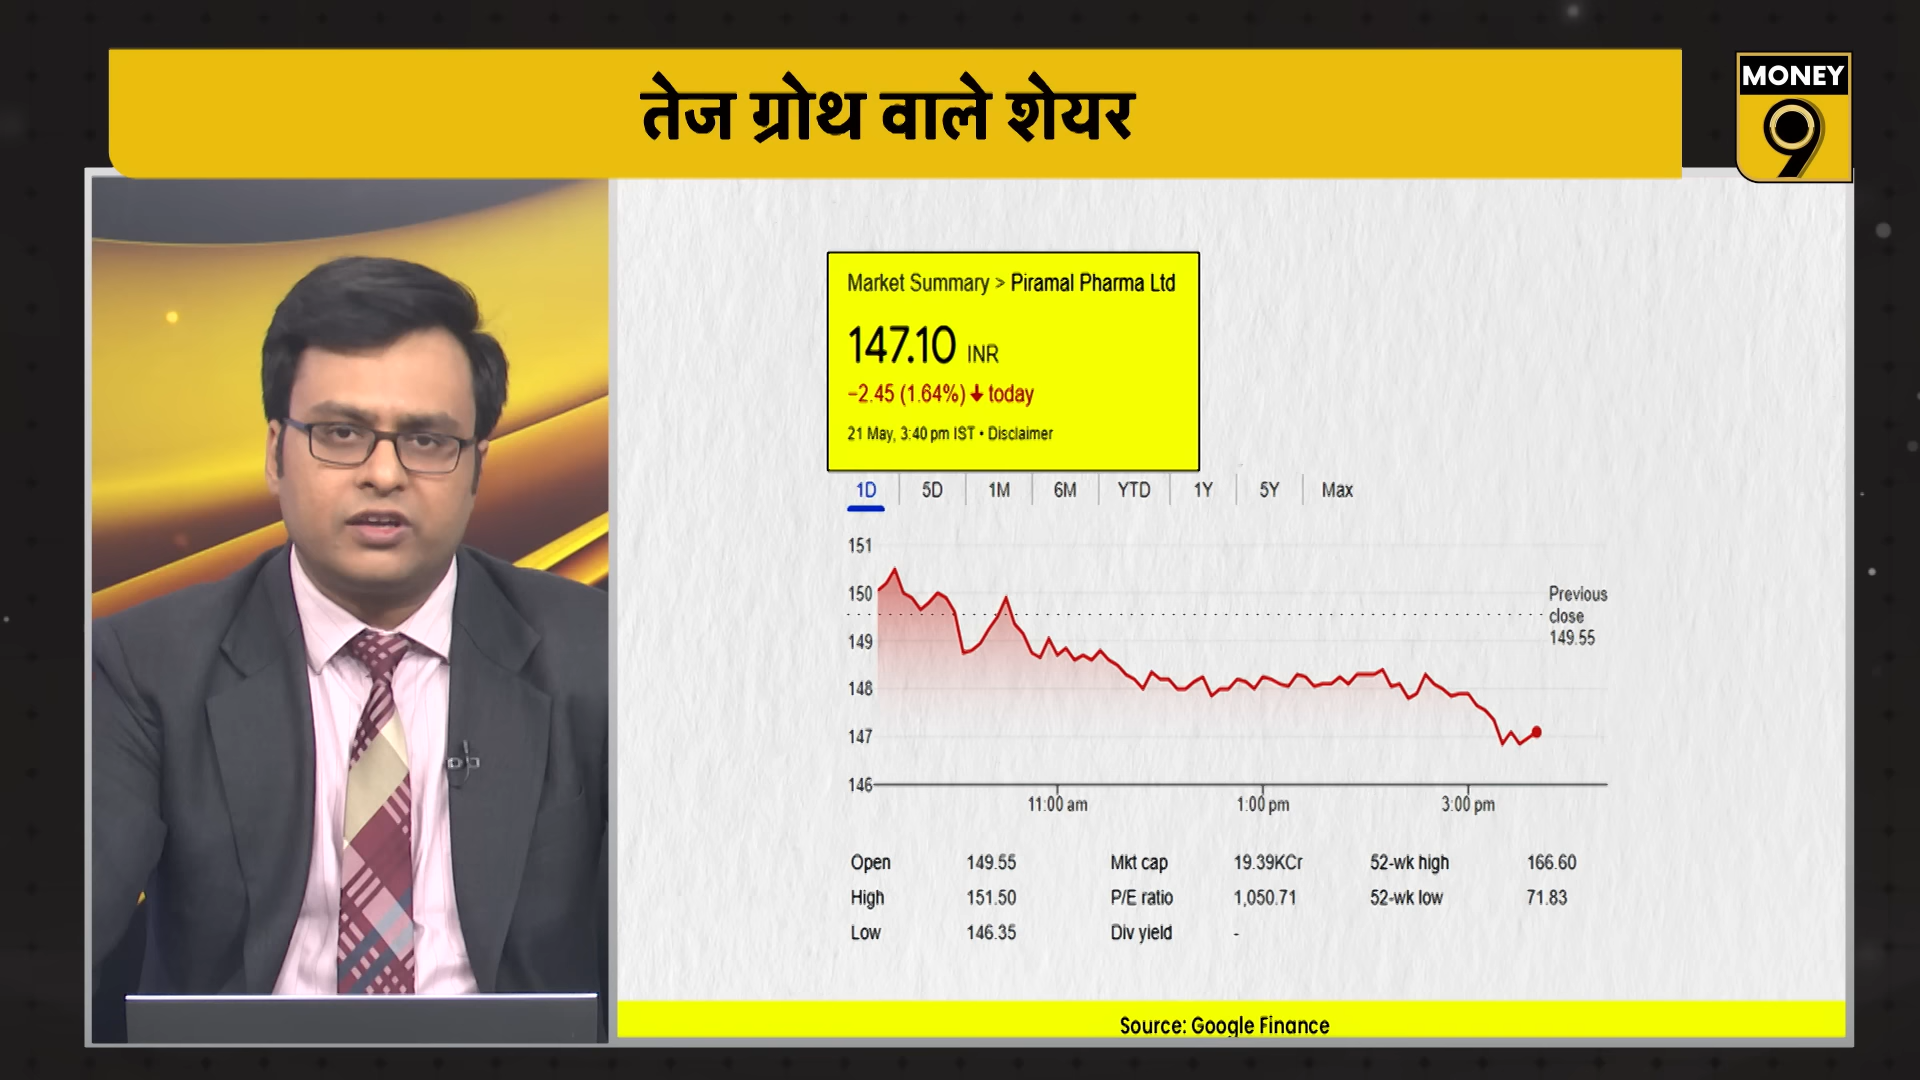 तेज ग्रोथ वाले शेयर
MONEY
9
Market Summary > Piramal Pharma Ltd
147.10 INR
−2.45 (1.64%) ↓ today
21 May, 3:40 pm IST • Disclaimer
1D 5D 1M 6M YTD 1Y 5Y Max
151
150
149
148
147
146
Previous
close
149.55
11:00 am 1:00 pm 3:00 pm
Open 149.55 Mkt cap 19.39KCr 52-wk high 166.60
High 151.50 P/E ratio 1,050.71 52-wk low 71.83
Low 146.35 Div yield -
Source: Google Finance